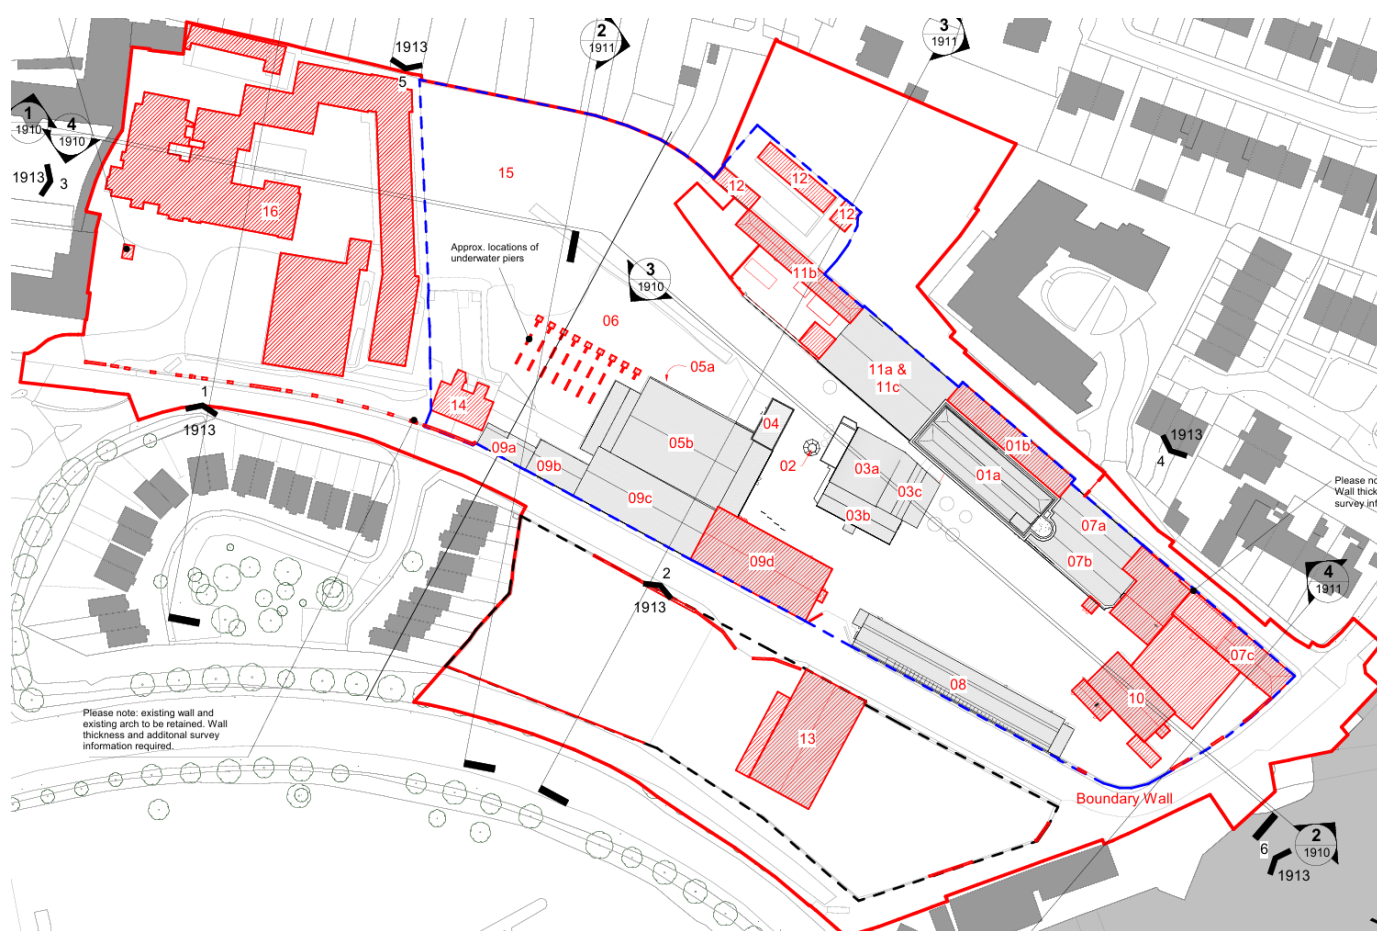 1913
5
2
1911
3
1911
1
1910
4
1910
1913
3
15
12
12
12
16
Approx. locations of
underwater piers
3
1910
11b
06
05a
11a &
11c
14
04
05b
02
09a
09b
09c
03a
03c
03b
01b
01a
1913
4
Please no
Wall thick
survey inf
07a
07b
1
1913
09d
2
1913
4
1911
07c
08
10
13
Please note: existing wall and
existing arch to be retained. Wall
thickness and additonal survey
information required.
Boundary Wall
2
1910
6
1913